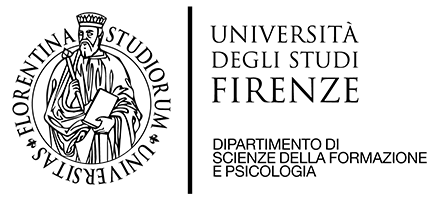 FLORENTINA STUDIORUM UNIVERSITAS
UNIVERSITÀ
DEGLI STUDI
FIRENZE
DIPARTIMENTO DI
SCIENZE DELLA FORMAZIONE
E PSICOLOGIA